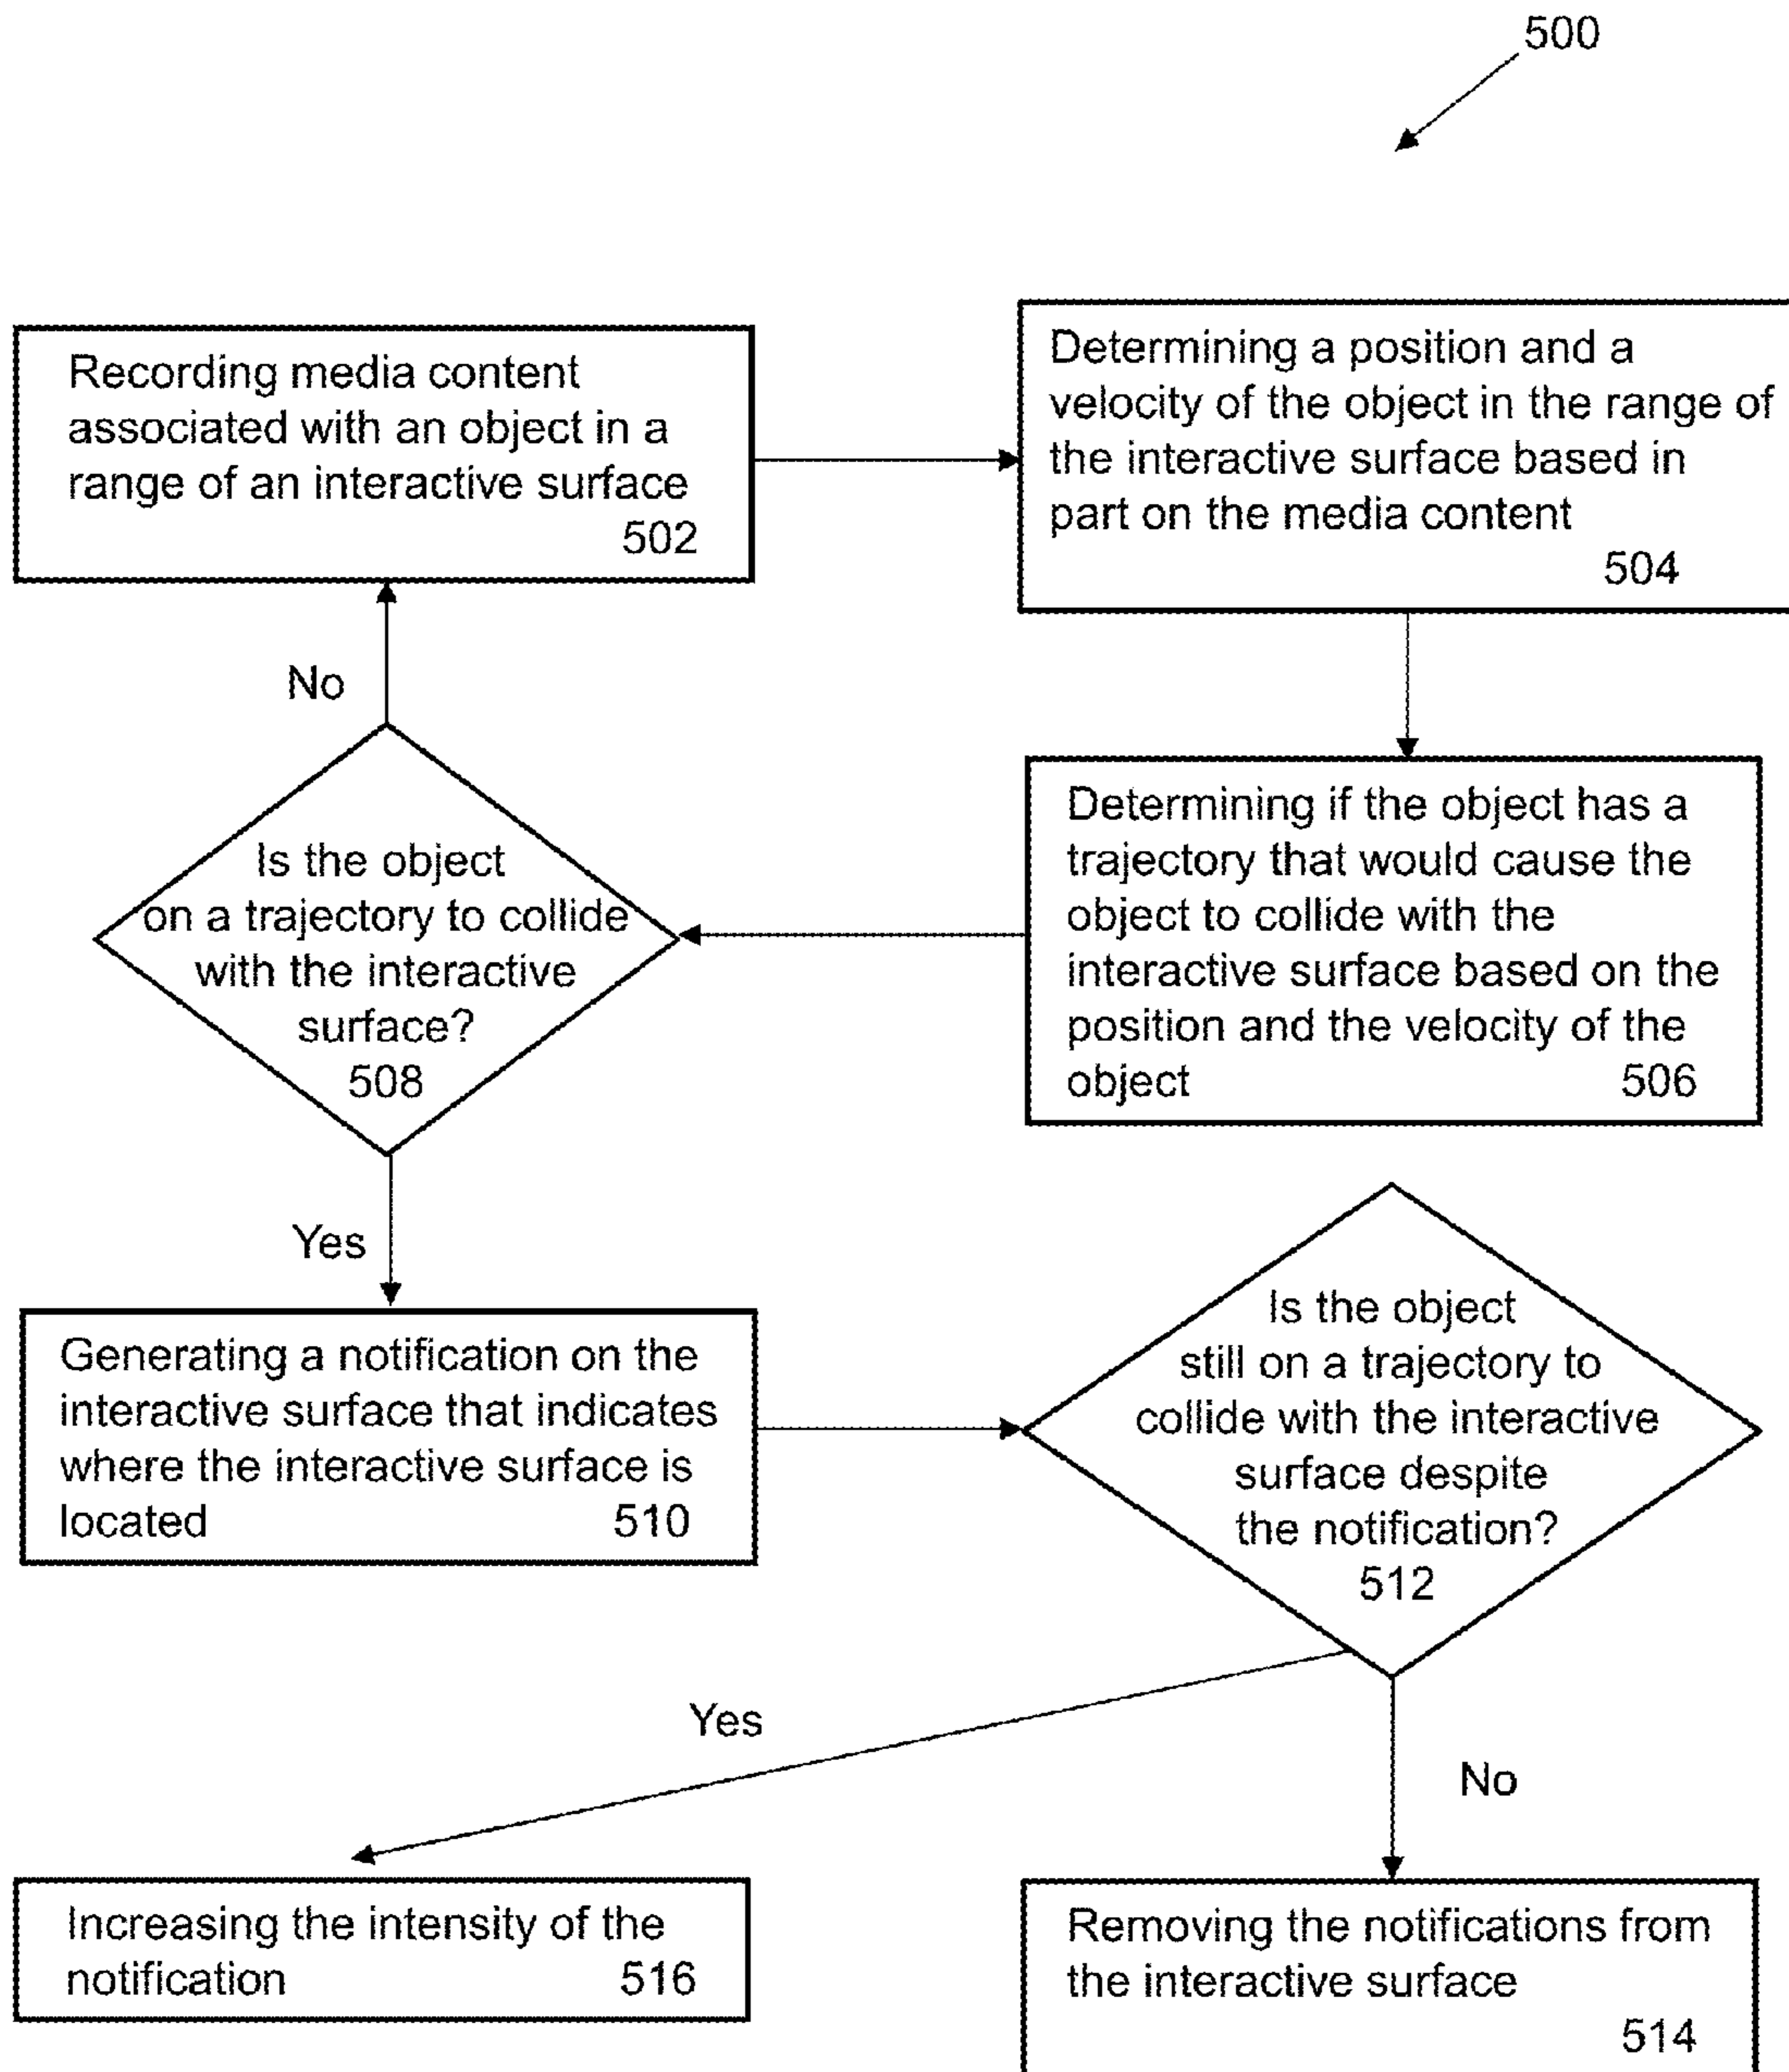 500
Recording media content
associated with an object in a
range of an interactive surface
502
Determining a position and a
velocity of the object in the range of
the interactive surface based in
part on the media content
504
No
Determining if the object has a
trajectory that would cause the
object to collide with the
interactive surface based on the
position and the velocity of the
object 506
Is the object
on a trajectory to collide
with the interactive
surface?
508
Yes
Generating a notification on the
interactive surface that indicates
where the interactive surface is
located 510
Is the object
still on a trajectory to
collide with the interactive
surface despite
the notification?
512
Yes
No
Increasing the intensity of the
notification 516
Removing the notifications from
the interactive surface
514